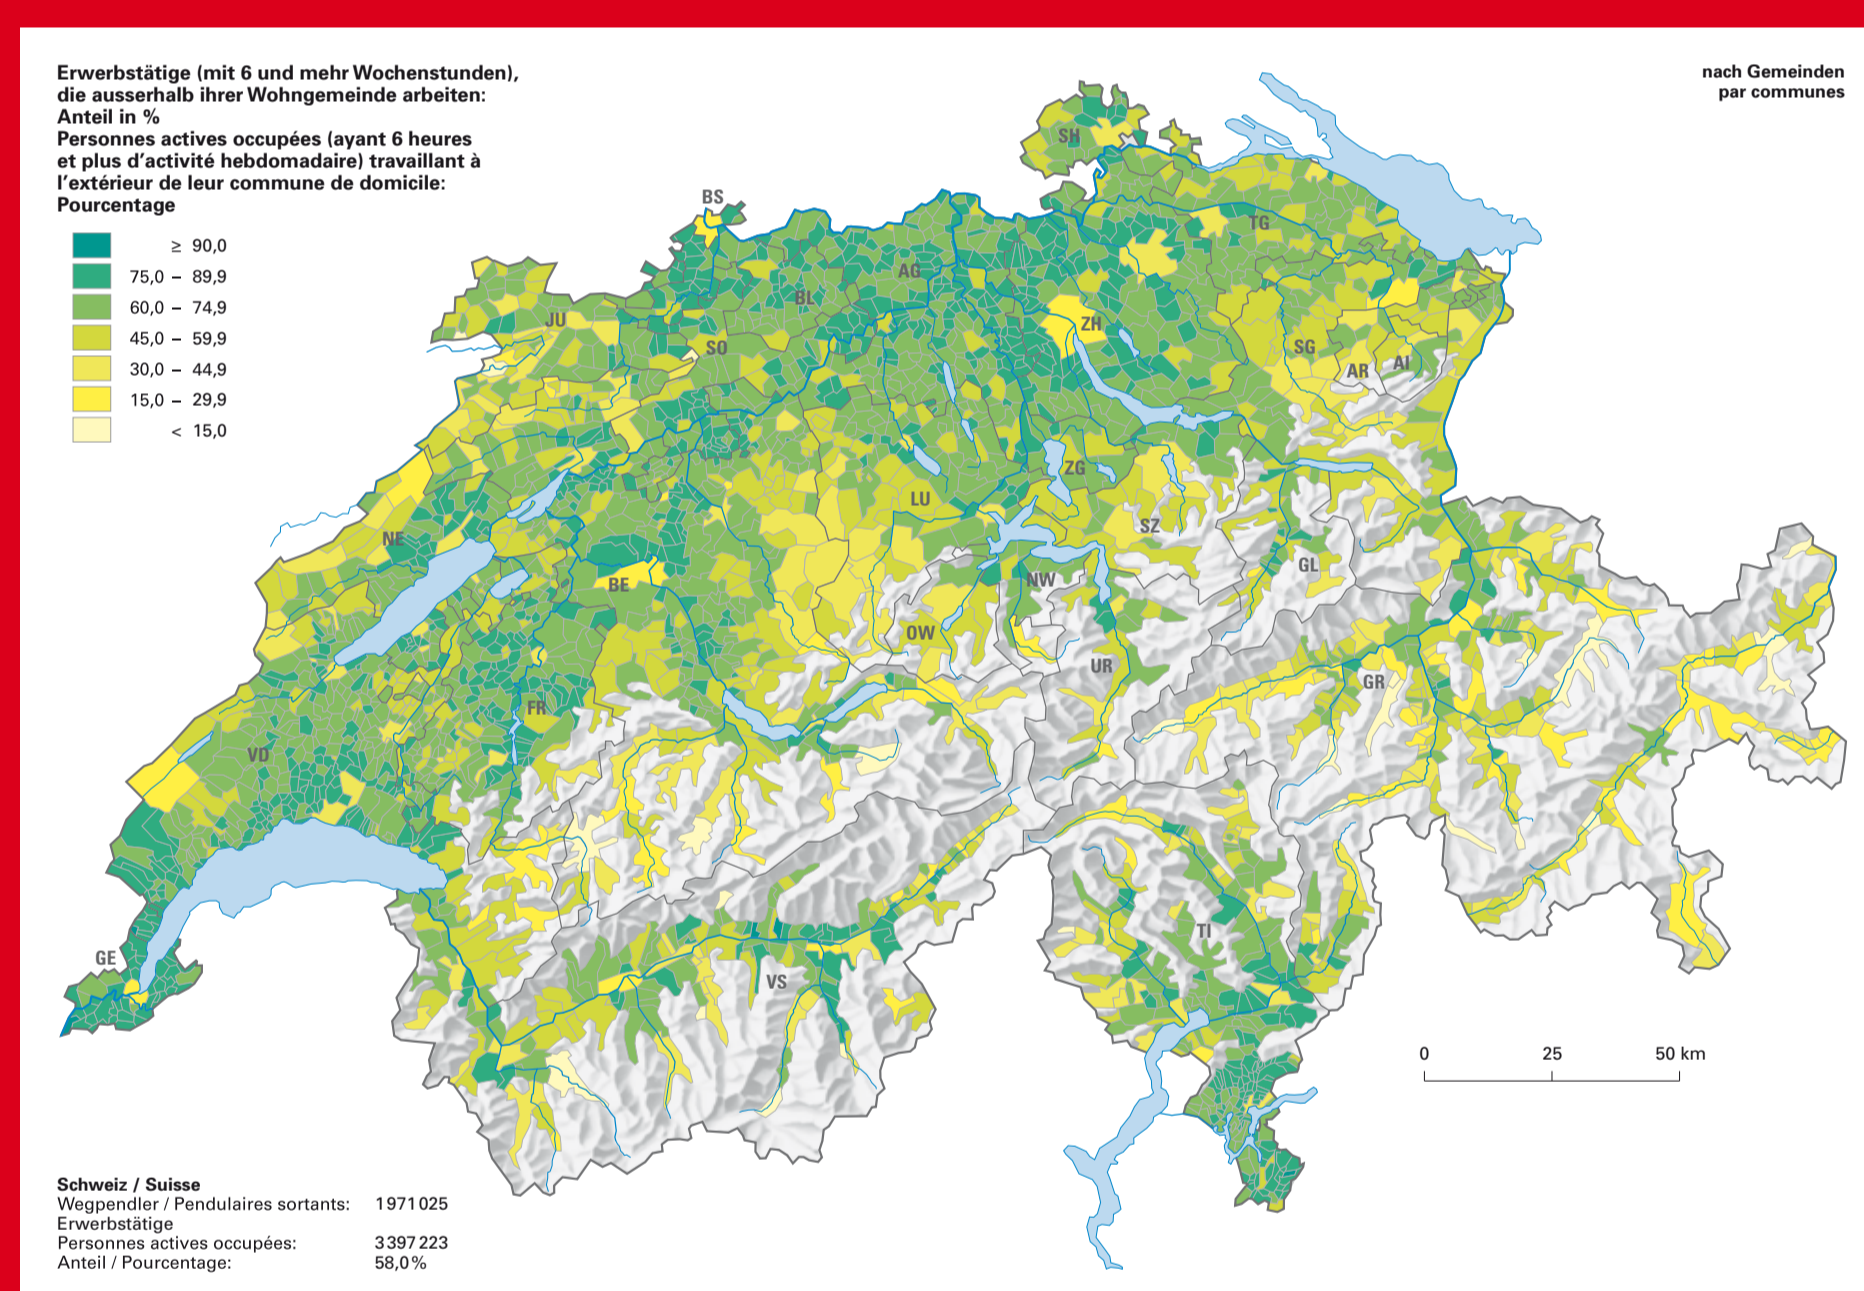 Erwerbstätige (mit 6 und mehr Wochenstunden),
die ausserhalb ihrer Wohngemeinde arbeiten:
Anteil in %
Personnes actives occupées (ayant 6 heures
et plus d'activité hebdomadaire) travaillant à
l'extérieur de leur commune de domicile:
Pourcentage
nach Gemeinden
par communes
≥ 90,0
75,0 – 89,9
60,0 – 74,9
45,0 – 59,9
30,0 – 44,9
15,0 – 29,9
< 15,0
SH
BS
TG
AG
BL
JU
ZH
SO
SG
AR
AI
ZG
LU
SZ
NE
GL
NW
BE
OW
UR
GR
FR
VD
TI
GE
VS
0 25 50 km
Schweiz / Suisse
Wegpendler / Pendulaires sortants: 1 971 025
Erwerbstätige
Personnes actives occupées: 3 397 223
Anteil / Pourcentage: 58,0 %